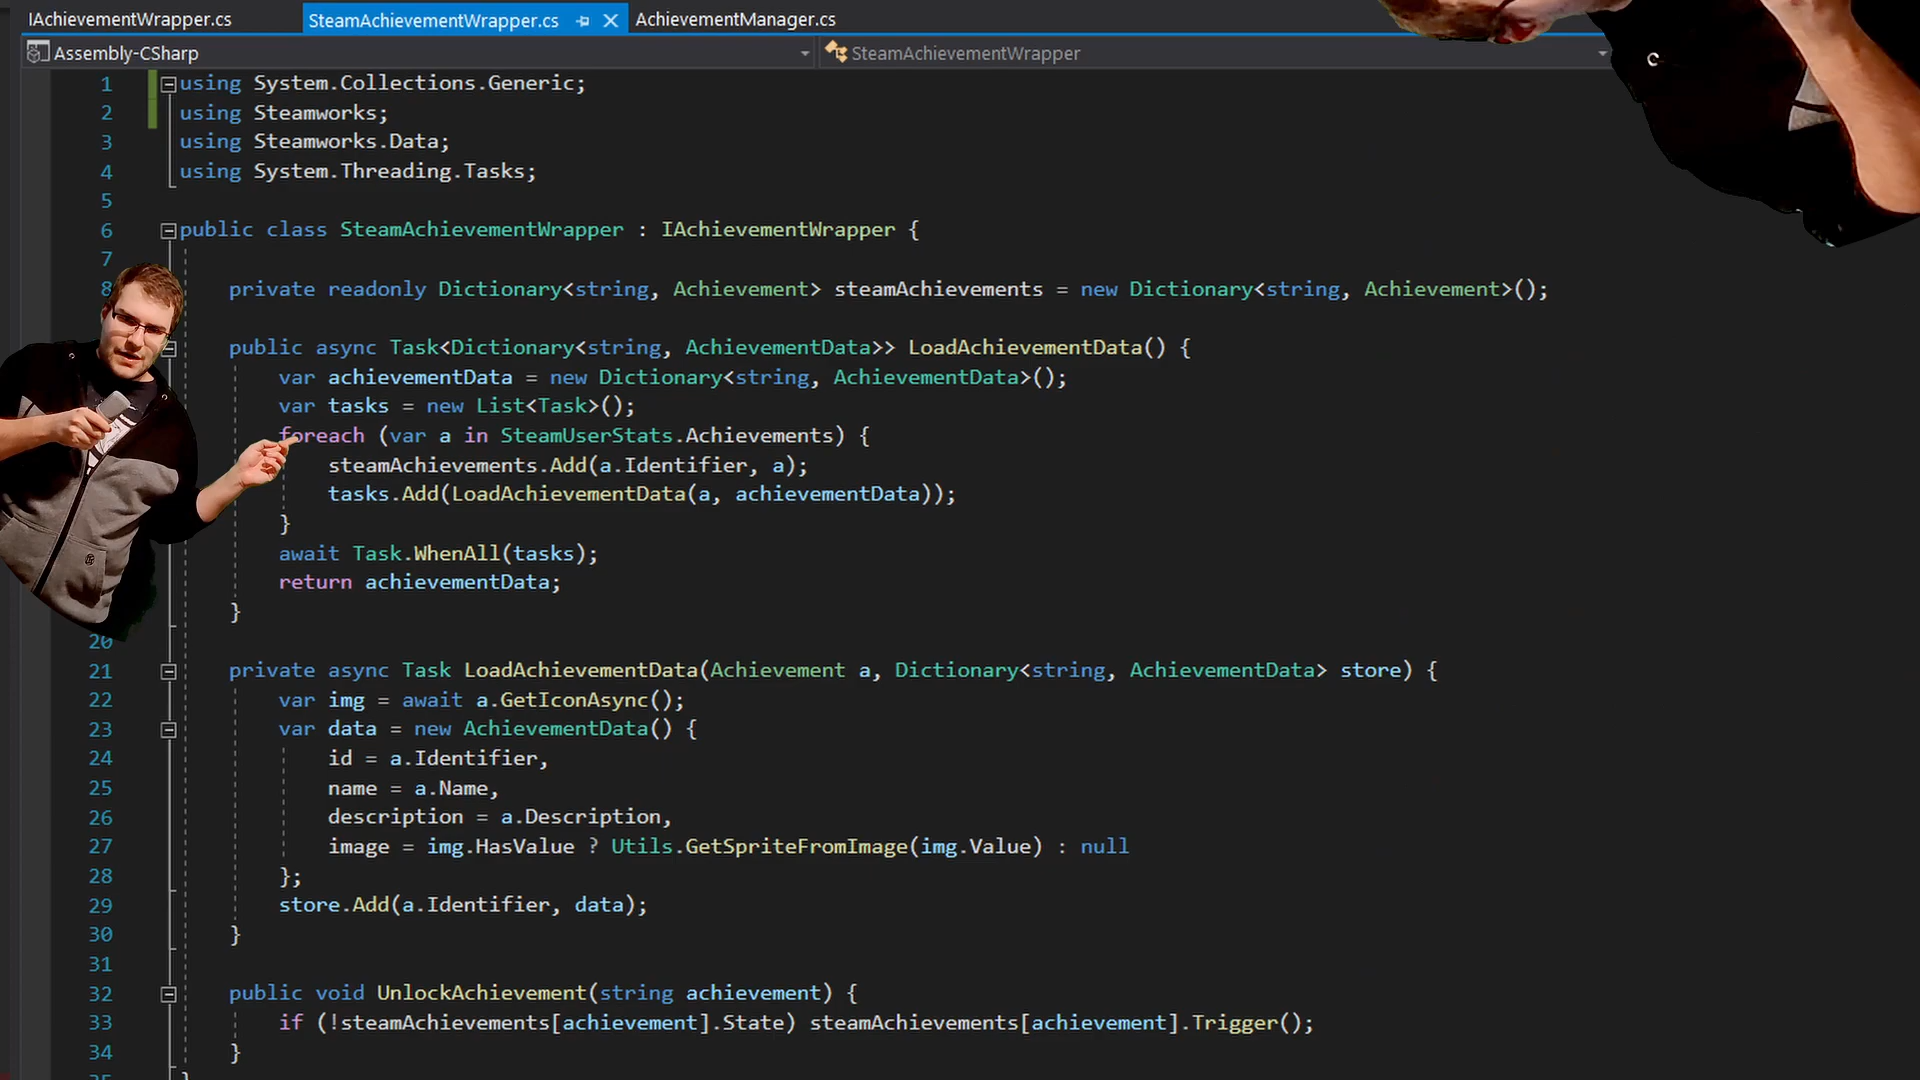 IAchievementWrapper.cs
SteamAchievementWrapper.cs
AchievementManager.cs
Assembly-CSharp
SteamAchievementWrapper
1 using System.Collections.Generic;
2 using Steamworks;
3 using Steamworks.Data;
4 using System.Threading.Tasks;
5
6 public class SteamAchievementWrapper : IAchievementWrapper {
7
8 private readonly Dictionary<string, Achievement> steamAchievements = new Dictionary<string, Achievement>();
public async Task<Dictionary<string, AchievementData>> LoadAchievementData() {
var achievementData = new Dictionary<string, AchievementData>();
var tasks = new List<Task>();
foreach (var a in SteamUserStats.Achievements) {
steamAchievements.Add(a.Identifier, a);
tasks.Add(LoadAchievementData(a, achievementData));
}
await Task.WhenAll(tasks);
return achievementData;
}
20
21 private async Task LoadAchievementData(Achievement a, Dictionary<string, AchievementData> store) {
22 var img = await a.GetIconAsync();
23 var data = new AchievementData() {
24 id = a.Identifier,
25 name = a.Name,
26 description = a.Description,
27 image = img.HasValue ? Utils.GetSpriteFromImage(img.Value) : null
28 };
29 store.Add(a.Identifier, data);
30 }
31
32 public void UnlockAchievement(string achievement) {
33 if (!steamAchievements[achievement].State) steamAchievements[achievement].Trigger();
34 }